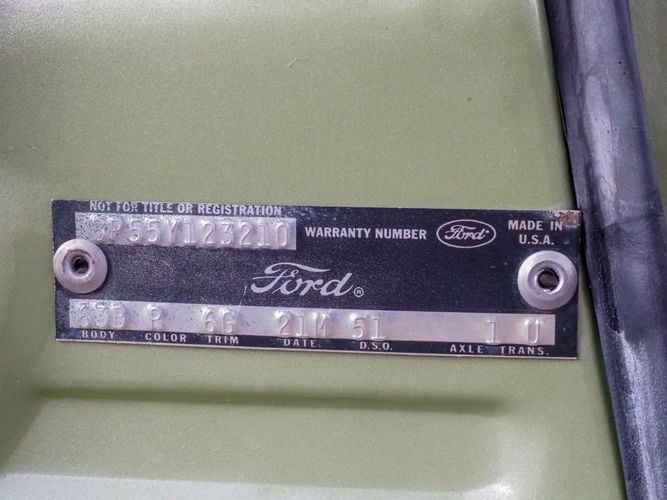 NOT FOR TITLE OR REGISTRATION
P55Y123210 WARRANTY NUMBER Ford MADE IN
U.S.A.
Ford®
63B R 6G 21M 51 1 U
BODY COLOR TRIM DATE D.S.O. AXLE TRANS.